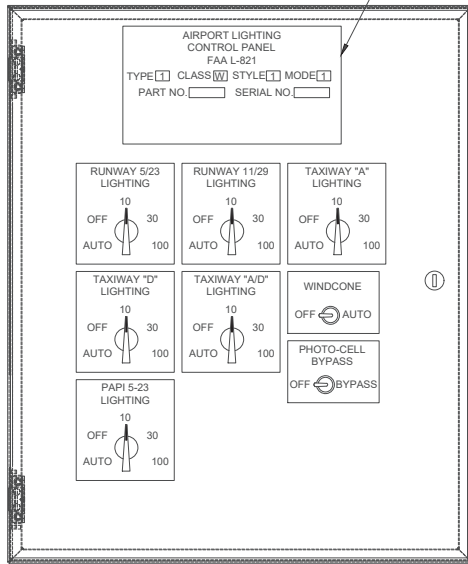 AIRPORT LIGHTING
CONTROL PANEL
FAA L-821
TYPE 1 CLASS W STYLE 1 MODE 1
PART NO. SERIAL NO.
RUNWAY 5/23
LIGHTING
10
OFF 30
AUTO 100
RUNWAY 11/29
LIGHTING
10
OFF 30
AUTO 100
TAXIWAY "A"
LIGHTING
10
OFF 30
AUTO 100
TAXIWAY "D"
LIGHTING
10
OFF 30
AUTO 100
TAXIWAY "A/D"
LIGHTING
10
OFF 30
AUTO 100
WINDCONE
OFF AUTO
PHOTO-CELL
BYPASS
OFF BYPASS
PAPI 5-23
LIGHTING
10
OFF 30
AUTO 100